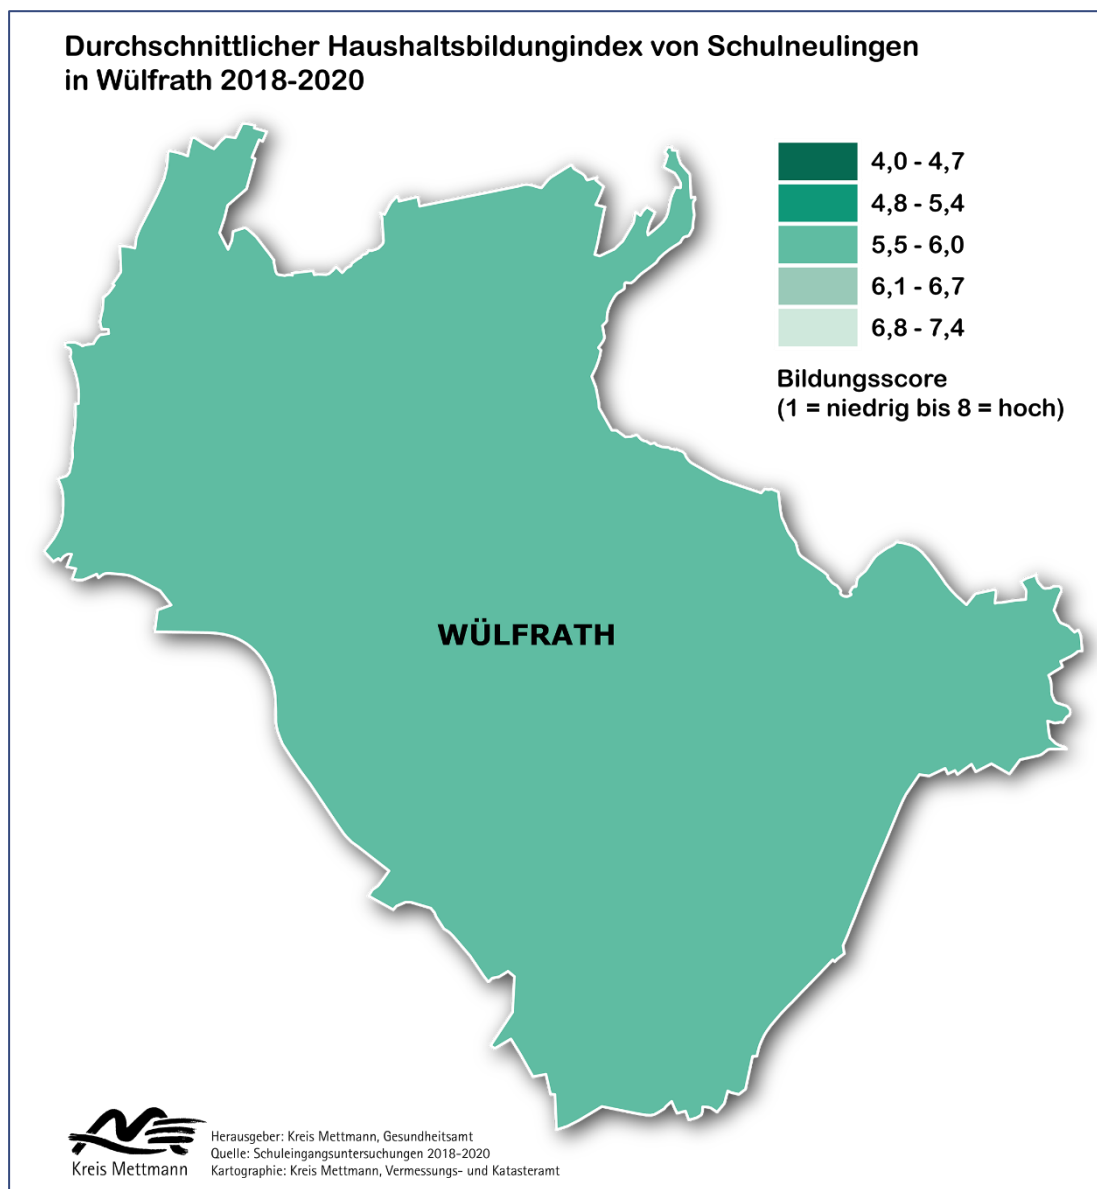 Durchschnittlicher Haushaltsbildungindex von Schulneulingen
in Wülfrath 2018-2020
4,0 - 4,7
4,8 - 5,4
5,5 - 6,0
6,1 - 6,7
6,8 - 7,4
Bildungsscore
(1 = niedrig bis 8 = hoch)
WÜLFRATH
Kreis Mettmann
Herausgeber: Kreis Mettmann, Gesundheitsamt
Quelle: Schuleingangsuntersuchungen 2018-2020
Kartographie: Kreis Mettmann, Vermessungs- und Katasteramt